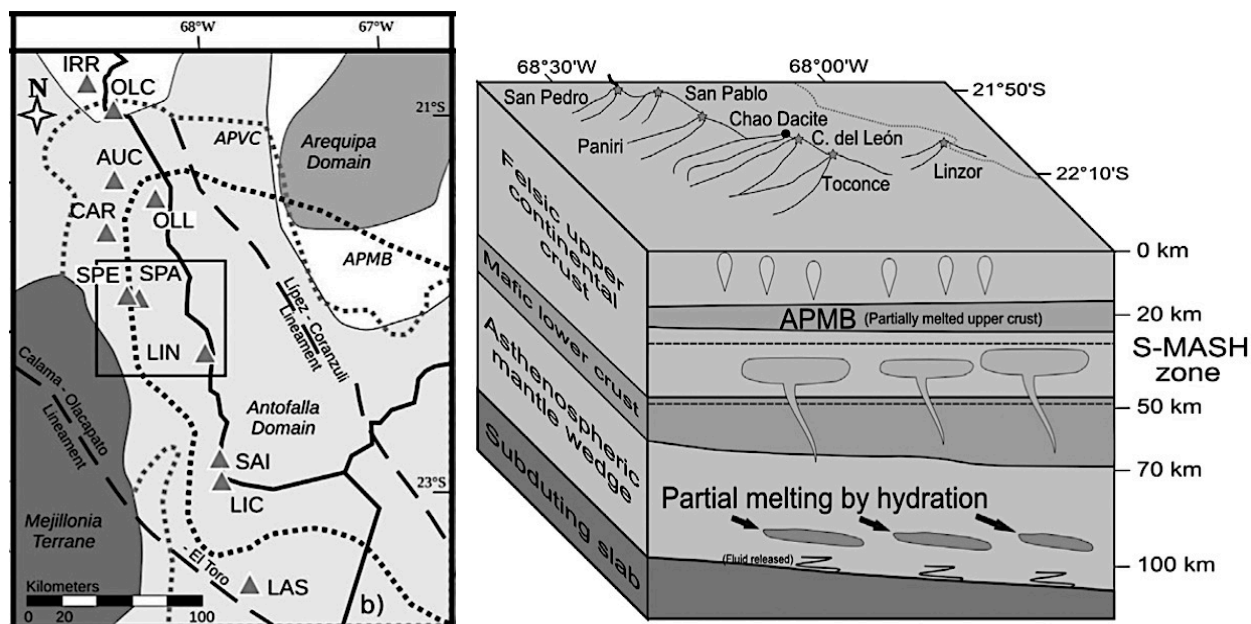 68°W
67°W
IRR
OLC
N
21°S
APVC
Arequipa
Domain
AUC
CAR
OLL
APMB
SPE
SPA
Lípez - Coranzuli
Lineament
LIN
Calama - Olacapato
Lineament
Antofalla
Domain
SAI
23°S
LIC
Mejillonia
Terrane
- El Toro
LAS
Kilometers
0 20 100
b)
68°30'W
68°00'W
21°50'S
San Pedro
San Pablo
Chao Dacite
Paniri
C. del León
Toconce
Linzor
22°10'S
Felsic upper
continental
crust
Mafic lower crust
Asthenospheric
mantle wedge
Subduting slab
0 km
20 km
APMB (Partially melted upper crust)
S-MASH
zone
50 km
70 km
Partial melting by hydration
(Fluid released)
100 km